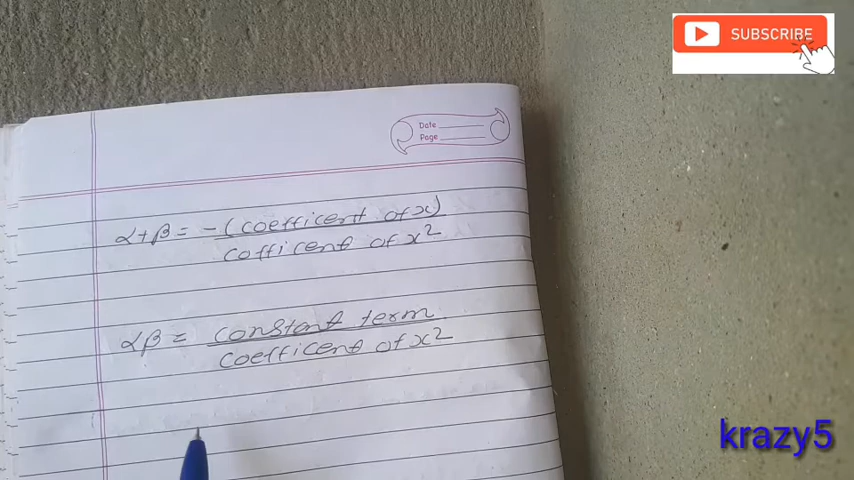 SUBSCRIBE
Date
Page
α+β = -(coefficent of x)
cofficent of x²
αβ = constant term
coefficent of x²
krazy5